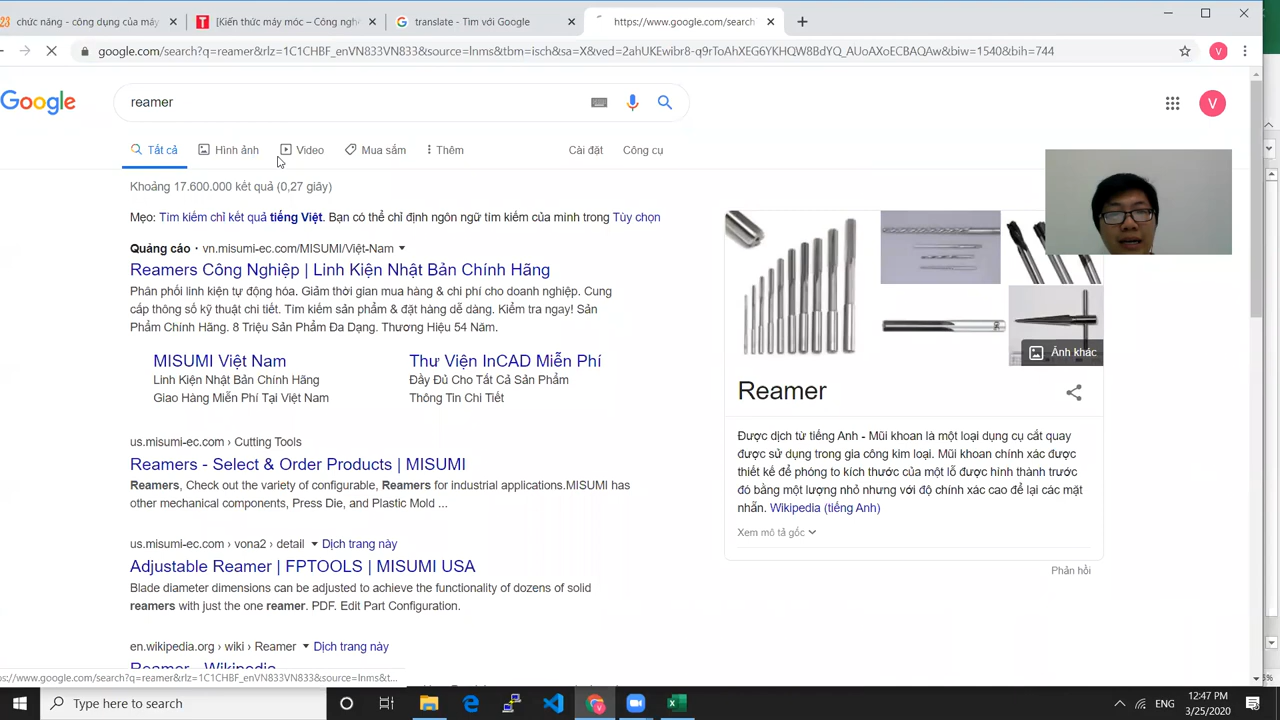 chức năng - công dụng của máy
[Kiến thức máy móc – Công nghệ
translate - Tìm với Google
https://www.google.com/search
google.com/search?q=reamer&rlz=1C1CHBF_enVN833VN833&source=lnms&tbm=isch&sa=X&ved=2ahUKEwibr8-q9rToAhXEG6YKHQW8BdYQ_AUoAXoECBAQAw&biw=1540&bih=744
V
Google
reamer
V
Tất cả
Hình ảnh
Video
Mua sắm
Thêm
Cài đặt
Công cụ
Khoảng 17.600.000 kết quả (0,27 giây)
Mẹo: Tìm kiếm chỉ kết quả tiếng Việt. Bạn có thể chỉ định ngôn ngữ tìm kiếm của mình trong Tùy chọn
Quảng cáo · vn.misumi-ec.com/MISUMI/Việt-Nam
Reamers Công Nghiệp | Linh Kiện Nhật Bản Chính Hãng
Phân phối linh kiện tự động hóa. Giảm thời gian mua hàng & chi phí cho doanh nghiệp. Cung
cấp thông số kỹ thuật chi tiết. Tìm kiếm sản phẩm & đặt hàng dễ dàng. Kiểm tra ngay! Sản
Phẩm Chính Hãng. 8 Triệu Sản Phẩm Đa Dạng. Thương Hiệu 54 Năm.
MISUMI Việt Nam
Linh Kiện Nhật Bản Chính Hãng
Giao Hàng Miễn Phí Tại Việt Nam
Thư Viện InCAD Miễn Phí
Đầy Đủ Cho Tất Cả Sản Phẩm
Thông Tin Chi Tiết
us.misumi-ec.com › Cutting Tools
Reamers - Select & Order Products | MISUMI
Reamers, Check out the variety of configurable, Reamers for industrial applications.MISUMI has
other mechanical components, Press Die, and Plastic Mold ...
us.misumi-ec.com › vona2 › detail Dịch trang này
Adjustable Reamer | FPTOOLS | MISUMI USA
Blade diameter dimensions can be adjusted to achieve the functionality of dozens of solid
reamers with just the one reamer. PDF. Edit Part Configuration.
en.wikipedia.org › wiki › Reamer Dịch trang này
Reamer - Wikipedia
Ảnh khác
Reamer
Được dịch từ tiếng Anh - Mũi khoan là một loại dụng cụ cắt quay
được sử dụng trong gia công kim loại. Mũi khoan chính xác được
thiết kế để phóng to kích thước của một lỗ được hình thành trước
đó bằng một lượng nhỏ nhưng với độ chính xác cao để lại các mặt
nhẵn. Wikipedia (tiếng Anh)
Xem mô tả gốc
Phản hồi
s://www.google.com/search?q=reamer&rlz=1C1CHBF_enVN833VN833&source=lnms&t...
Type here to search
ENG
12:47 PM
3/25/2020